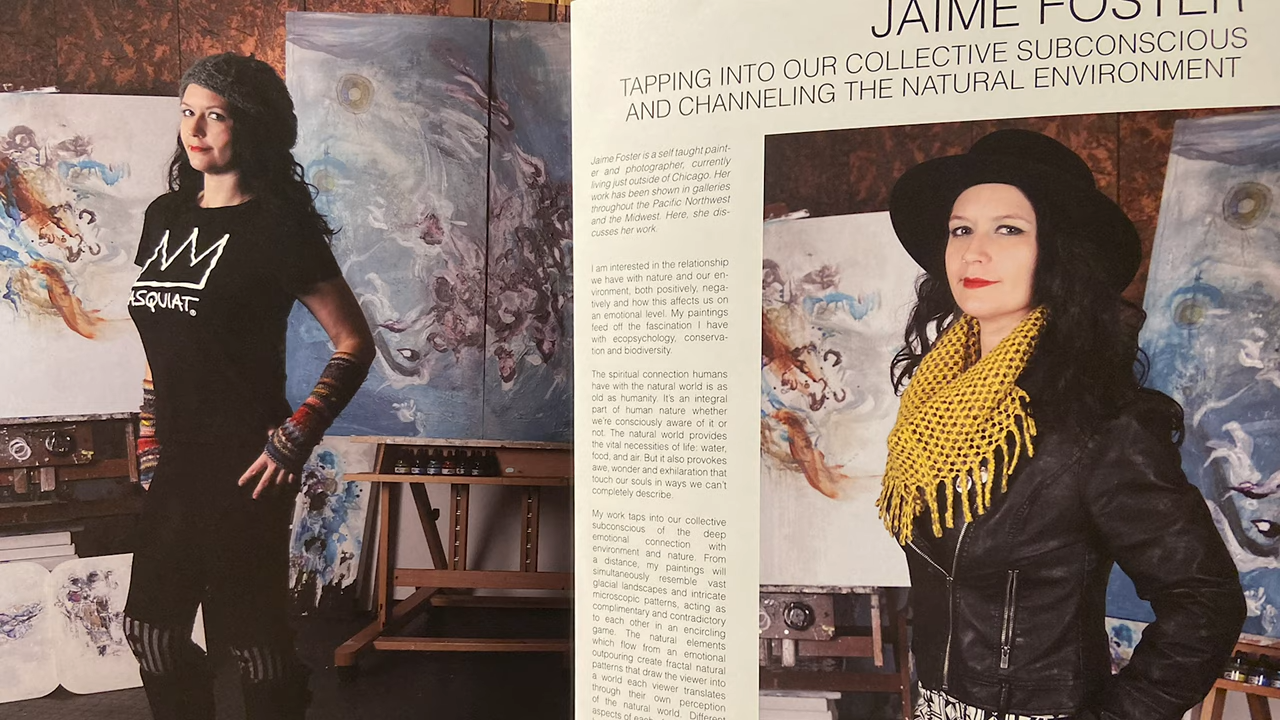 ASQUIAT®
JAIME FOSTER
TAPPING INTO OUR COLLECTIVE SUBCONSCIOUS
AND CHANNELING THE NATURAL ENVIRONMENT
Jaime Foster is a self taught paint-
er and photographer, currently
living just outside of Chicago. Her
work has been shown in galleries
throughout the Pacific Northwest
and the Midwest. Here, she dis-
cusses her work.
I am interested in the relationship
we have with nature and our en-
vironment, both positively, nega-
tively and how this affects us on
an emotional level. My paintings
feed off the fascination I have
with ecopsychology, conserva-
tion and biodiversity.
The spiritual connection humans
have with the natural world is as
old as humanity. It's an integral
part of human nature whether
we're consciously aware of it or
not. The natural world provides
the vital necessities of life: water,
food, and air. But it also provokes
awe, wonder and exhilaration that
touch our souls in ways we can't
completely describe.
My work taps into our collective
subconscious of the deep
emotional connection with
environment and nature. From
a distance, my paintings will
simultaneously resemble vast
glacial landscapes and intricate
microscopic patterns, acting as
complimentary and contradictory
to each other in an encircling
game. The natural elements
which flow from an emotional
outpouring create fractal natural
patterns that draw the viewer into
a world each viewer translates
through their own perception
of the natural world. Different
aspects of each